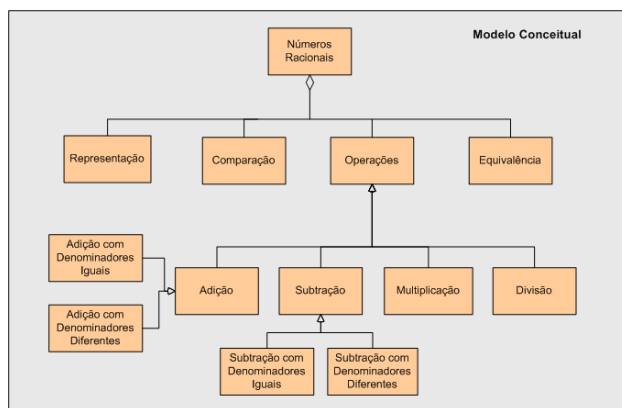 Modelo Conceitual
Números
Racionais
Representação
Comparação
Operações
Equivalência
Adição com
Denominadores
Iguais
Adição com
Denominadores
Diferentes
Adição
Subtração
Multiplicação
Divisão
Subtração com
Denominadores
Iguais
Subtração com
Denominadores
Diferentes